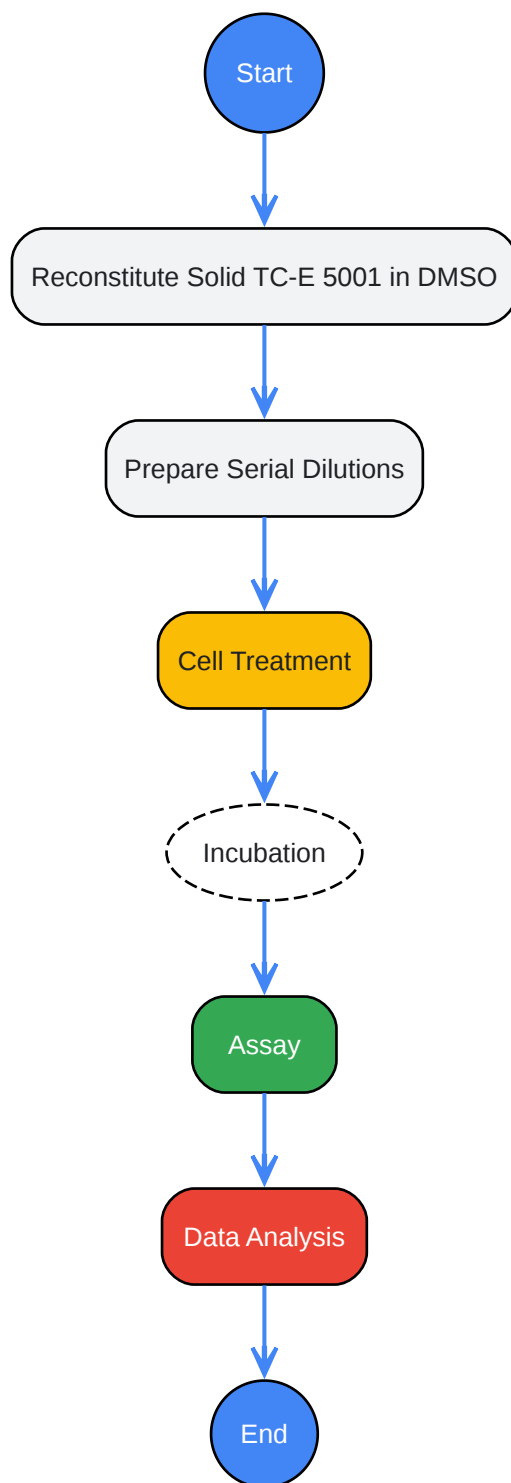 Start
Reconstitute Solid TC-E 5001 in DMSO
Prepare Serial Dilutions
Cell Treatment
Incubation
Assay
Data Analysis
End